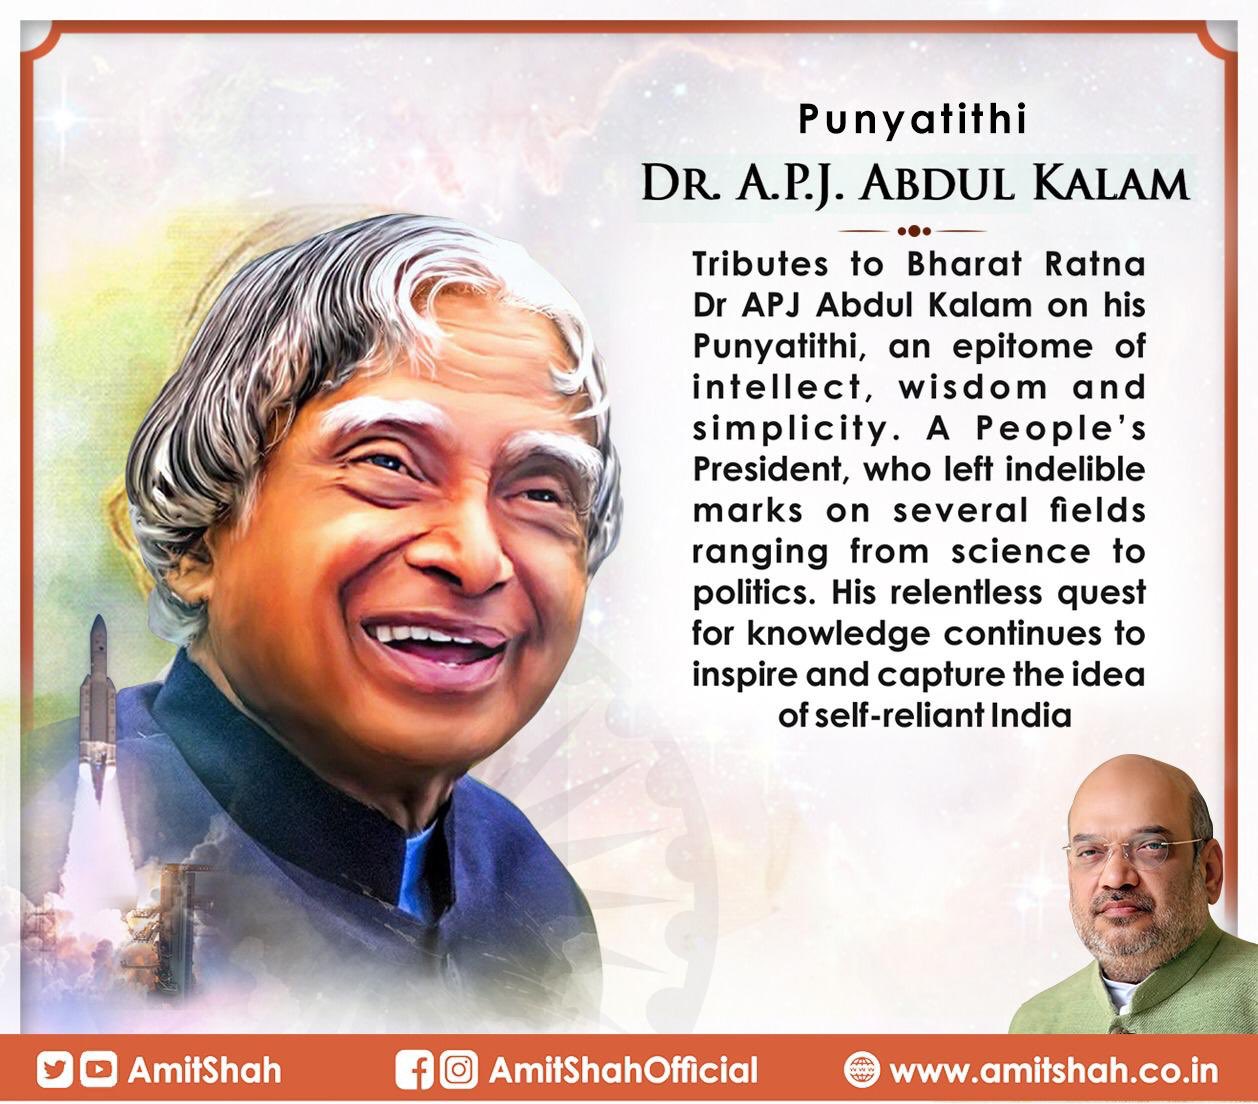 Punyatithi
DR. A.P.J. ABDUL KALAM
Tributes to Bharat Ratna
Dr APJ Abdul Kalam on his
Punyatithi, an epitome of
intellect, wisdom and
simplicity. A People's
President, who left indelible
marks on several fields
ranging from science to
politics. His relentless quest
for knowledge continues to
inspire and capture the idea
of self-reliant India
AmitShah
AmitShahOfficial
www.amitshah.co.in